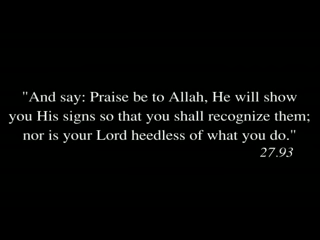 "And say: Praise be to Allah, He will show
you His signs so that you shall recognize them;
nor is your Lord heedless of what you do."
27.93